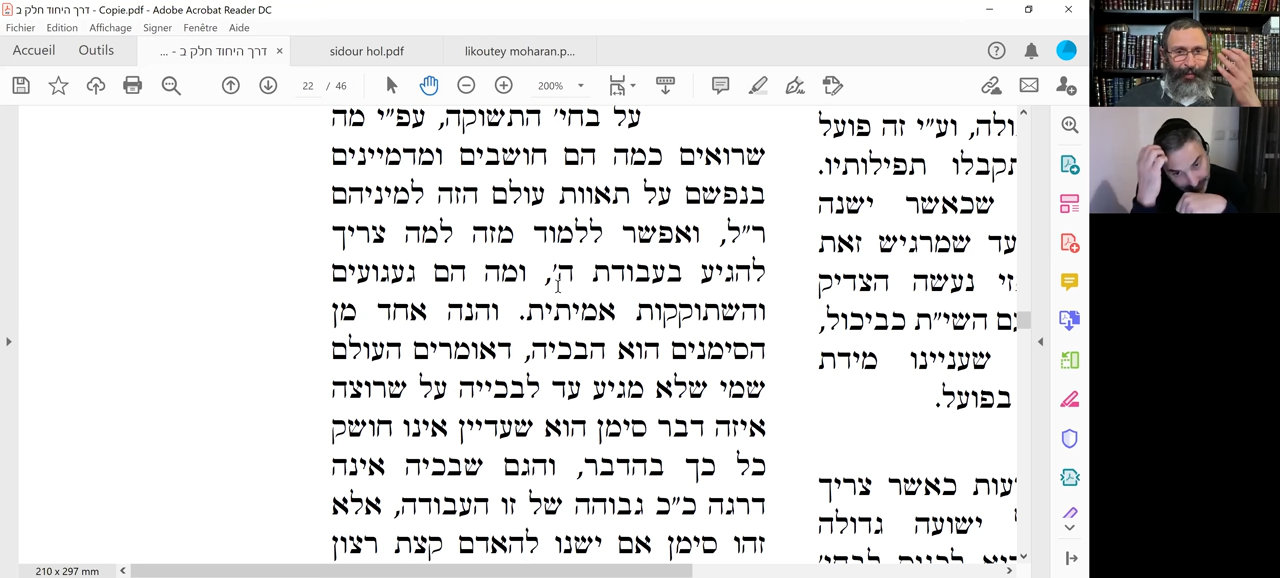 דרך היחוד חלק ב - Copie.pdf - Adobe Acrobat Reader DC
Fichier Edition Affichage Signer Fenêtre Aide
Accueil Outils דרך היחוד חלק ב - ... × sidour hol.pdf likoutey moharan.p...
22 / 46 200%
על בחי׳ התשוקה, עפ״י מה
שרואים כמה הם חושבים ומדמיינים
בנפשם על תאוות עולם הזה למיניהם
ר״ל, ואפשר ללמוד מזה למה צריך
להגיע בעבודת ה׳, ומה הם געגועים
והשתוקקות אמיתית. והנה אחד מן
הסימנים הוא הבכיה, דאומרים העולם
שמי שלא מגיע עד לבכייה על שרוצה
איזה דבר סימן הוא שעדיין אינו חושק
כל כך בהדבר, והגם שבכיה אינה
דרגה כ״כ גבוהה של זו העבודה, אלא
זהו סימן אם ישנו להאדם קצת רצון
ולה, וע״י זה פועל
תקבלו תפילותיו.
שכאשר ישנה
עד שמרגיש זאת
זי נעשה הצדיק
ם השי״ת כביכול,
שעניינו מידת
בפועל.
עות כאשר צריך
ישועה גדולה
210 x 297 mm